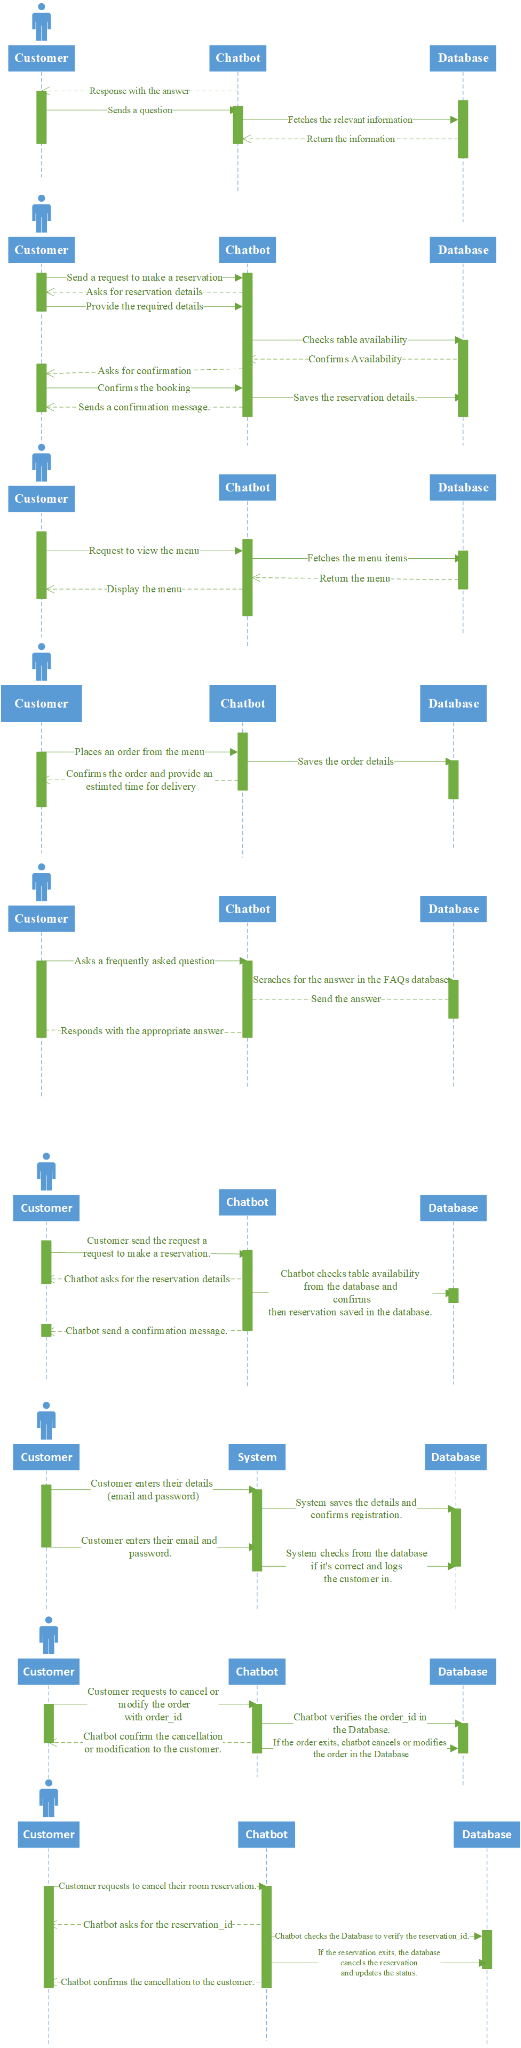 Customer
Chatbot
Database
Response with the answer
Sends a question
Fetches the relevant information
Return the information
Customer
Chatbot
Database
Send a request to make a reservation
Asks for reservation details
Provide the required details
Checks table availability
Confirms Availability
Asks for confirmation
Confirms the booking
Saves the reservation details.
Sends a confirmation message.
Customer
Chatbot
Database
Request to view the menu
Fetches the menu items
Return the menu
Display the menu
Customer
Chatbot
Database
Places an order from the menu
Saves the order details
Confirms the order and provide an
estimted time for delivery
Customer
Chatbot
Database
Asks a frequently asked question
Seraches for the answer in the FAQs database
Send the answer
Responds with the appropriate answer
Customer
Chatbot
Database
Customer send the request a
request to make a reservation.
Chatbot asks for the reservation details
Chatbot checks table availability
from the database and
confirms
then reservation saved in the database.
Chatbot send a confirmation message.
Customer
System
Database
Customer enters their details
(email and password)
System saves the details and
confirms registration.
Customer enters their email and
password.
System checks from the database
if it's correct and logs
the customer in.
Customer
Chatbot
Database
Customer requests to cancel or
modify the order
with order_id
Chatbot verifies the order_id in
the Database.
Chatbot confirm the cancellation
or modification to the customer.
If the order exits, chatbot cancels or modifies
the order in the Database
Customer
Chatbot
Database
Customer requests to cancel their room reservation.
Chatbot asks for the reservation_id
Chatbot checks the Database to verify the reservation_id.
If the reservation exits, the database
cancels the reservation
and updates the status.
Chatbot confirms the cancellation to the customer.